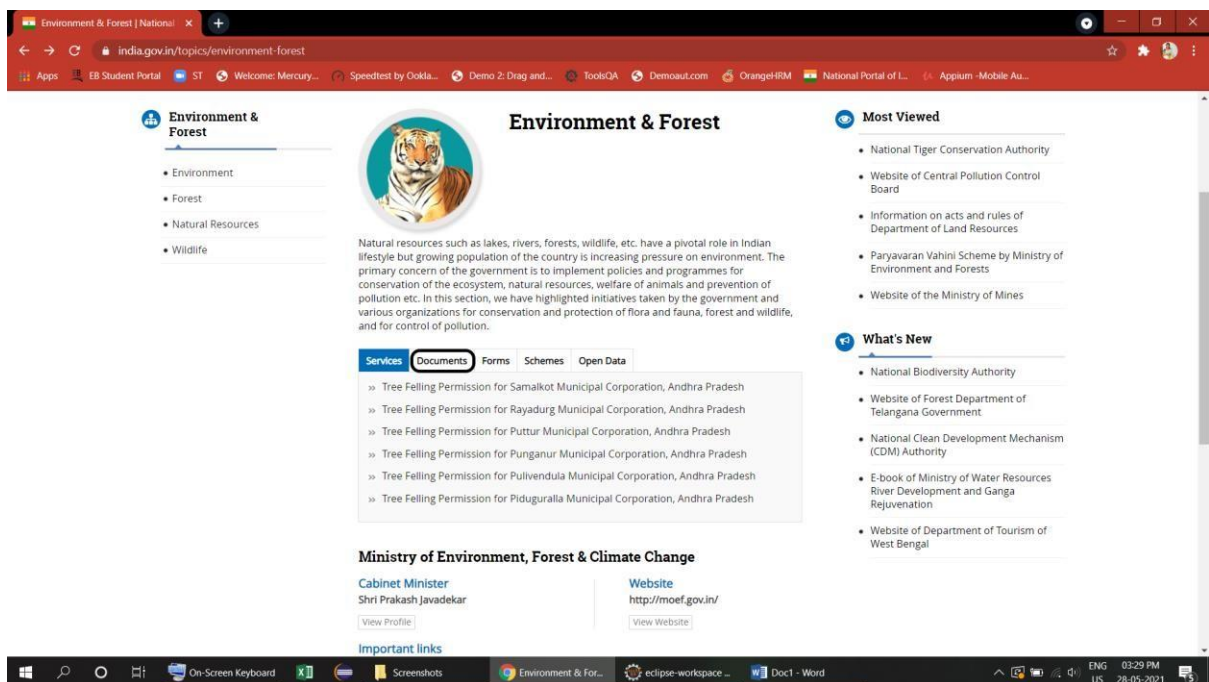 Environment & Forest | National
india.gov.in/topics/environment-forest
Apps EB Student Portal ST Welcome: Mercury... Speedtest by Ookla... Demo 2: Drag and... ToolsQA Demoaut.com OrangeHRM National Portal of I... Appium -Mobile Au...
Environment &
Forest
• Environment
• Forest
• Natural Resources
• Wildlife
Environment & Forest
Natural resources such as lakes, rivers, forests, wildlife, etc. have a pivotal role in Indian
lifestyle but growing population of the country is increasing pressure on environment. The
primary concern of the government is to implement policies and programmes for
conservation of the ecosystem, natural resources, welfare of animals and prevention of
pollution etc. In this section, we have highlighted initiatives taken by the government and
various organizations for conservation and protection of flora and fauna, forest and wildlife,
and for control of pollution.
Services Documents Forms Schemes Open Data
» Tree Felling Permission for Samalkot Municipal Corporation, Andhra Pradesh
» Tree Felling Permission for Rayadurg Municipal Corporation, Andhra Pradesh
» Tree Felling Permission for Puttur Municipal Corporation, Andhra Pradesh
» Tree Felling Permission for Punganur Municipal Corporation, Andhra Pradesh
» Tree Felling Permission for Pulivendula Municipal Corporation, Andhra Pradesh
» Tree Felling Permission for Piduguralla Municipal Corporation, Andhra Pradesh
Ministry of Environment, Forest & Climate Change
Cabinet Minister
Shri Prakash Javadekar
View Profile
Website
http://moef.gov.in/
View Website
Important links
Most Viewed
• National Tiger Conservation Authority
• Website of Central Pollution Control
Board
• Information on acts and rules of
Department of Land Resources
• Paryavaran Vahini Scheme by Ministry of
Environment and Forests
• Website of the Ministry of Mines
What's New
• National Biodiversity Authority
• Website of Forest Department of
Telangana Government
• National Clean Development Mechanism
(CDM) Authority
• E-book of Ministry of Water Resources
River Development and Ganga
Rejuvenation
• Website of Department of Tourism of
West Bengal
On-Screen Keyboard Screenshots Environment & For... eclipse-workspace ... Doc1 - Word
ENG 03:29 PM
US 28-05-2021
5